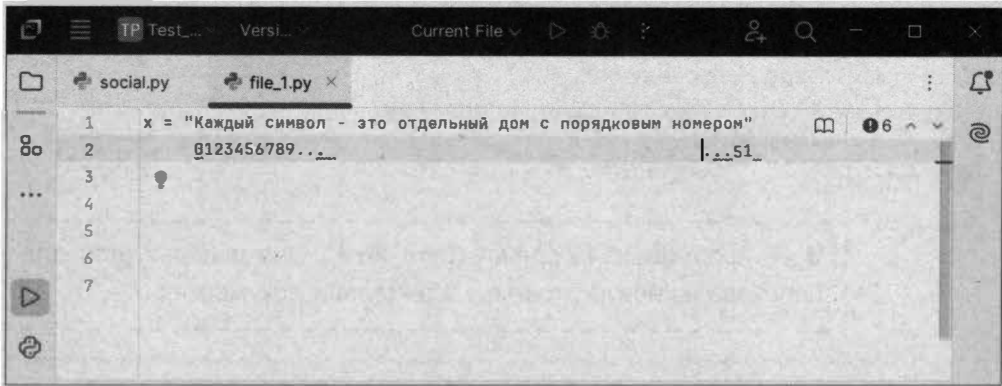 TP Test_... Versi... Current File
social.py file_1.py
1 x = "Каждый символ - это отдельный дом с порядковым номером" 6
2 0123456789... ...51
3
4
5
6
7